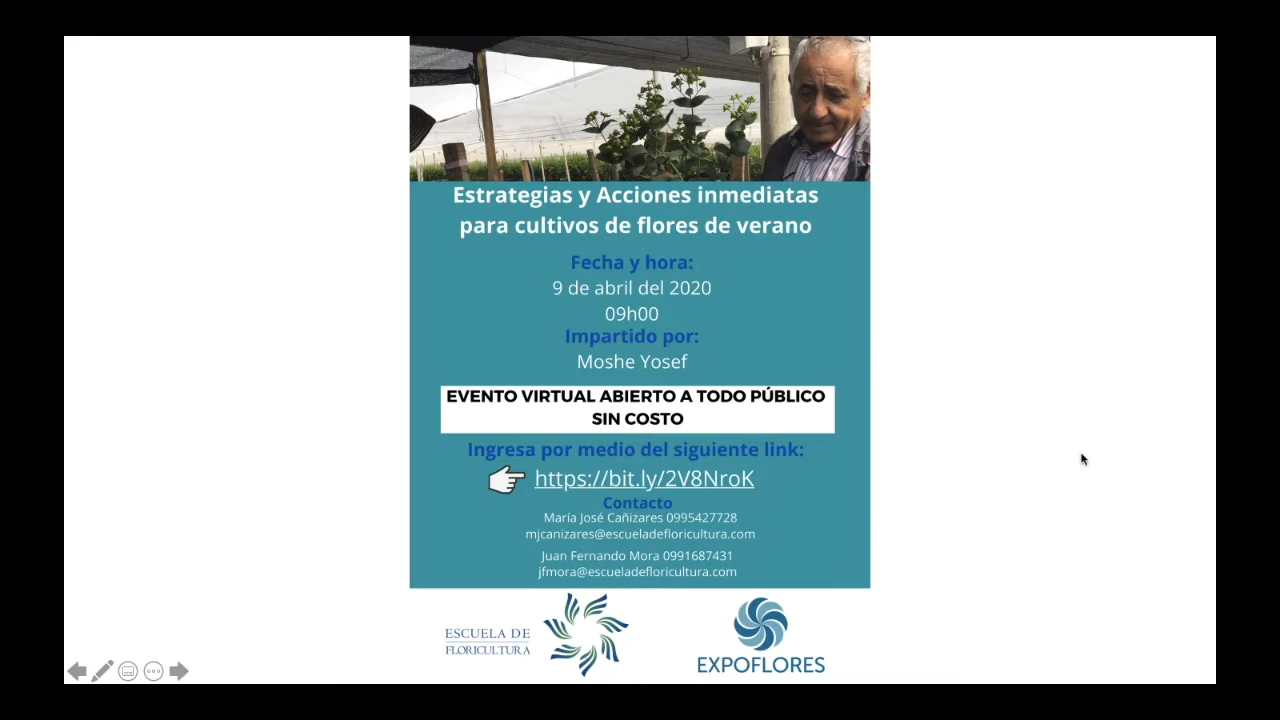 Estrategias y Acciones inmediatas
para cultivos de flores de verano
Fecha y hora:
9 de abril del 2020
09h00
Impartido por:
Moshe Yosef
EVENTO VIRTUAL ABIERTO A TODO PÚBLICO
SIN COSTO
Ingresa por medio del siguiente link:
https://bit.ly/2V8NroK
Contacto
María José Cañizares 0995427728
mjcanizares@escueladefloricultura.com
Juan Fernando Mora 0991687431
jfmora@escueladefloricultura.com
ESCUELA DE
FLORICULTURA
EXPOFLORES